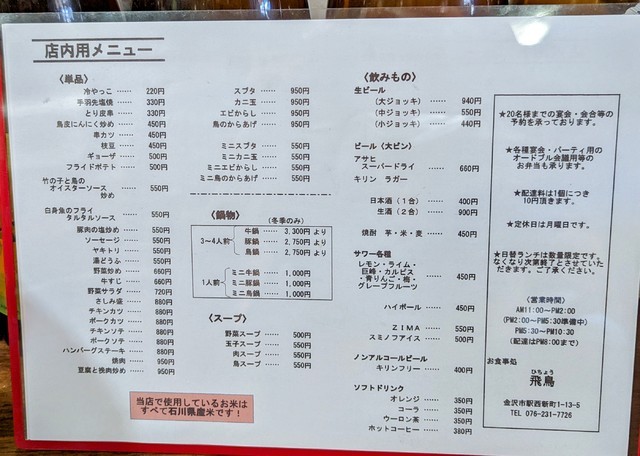 店内用メニュー
〈単品〉
冷やっこ …… 220円
手羽先塩焼 …… 330円
とり皮串 …… 330円
鳥皮にんにく炒め …… 450円
串カツ …… 450円
枝豆 …… 450円
ギョーザ …… 500円
フライドポテト …… 500円
竹の子と鳥の
オイスターソース …… 550円
炒め
白身魚のフライ
タルタルソース …… 550円
豚肉の塩炒め …… 550円
ソーセージ …… 550円
ヤキトリ …… 550円
湯どうふ …… 550円
野菜炒め …… 660円
牛すじ …… 660円
野菜サラダ …… 720円
さしみ盛 …… 880円
チキンカツ …… 880円
ポークカツ …… 880円
チキンソテ …… 880円
ポークソテ …… 880円
ハンバーグステーキ …… 880円
焼肉 …… 950円
豆腐と挽肉炒め …… 950円
スブタ …… 950円
カニ玉 …… 950円
エビからし …… 950円
鳥のからあげ …… 950円
ミニスブタ …… 550円
ミニカニ玉 …… 550円
ミニエビからし …… 550円
ミニ鳥のからあげ …… 550円
〈鍋物〉 (冬季のみ)
牛鍋 …… 3,300円より
3〜4人前 豚鍋 …… 2,750円より
鳥鍋 …… 2,750円より
ミニ牛鍋 …… 1,000円
1人前 ミニ豚鍋 …… 1,000円
ミニ鳥鍋 …… 1,000円
〈スープ〉
野菜スープ …… 500円
玉子スープ …… 550円
肉スープ …… 550円
鳥スープ …… 550円
当店で使用しているお米は
すべて石川県産米です!
〈飲みもの〉
生ビール
(大ジョッキ) …… 940円
(中ジョッキ) …… 550円
(小ジョッキ) …… 440円
ビール (大ビン)
アサヒ
スーパードライ …… 660円
キリン ラガー
日本酒 (1合) …… 400円
生酒 (2合) …… 900円
焼酎 芋・米・麦 …… 450円
サワー各種
レモン・ライム・
巨峰・カルピス
・青りんご・梅・ …… 450円
グレープフルーツ
ハイボール …… 450円
ZIMA …… 550円
スミノフアイス …… 500円
ノンアルコールビール
キリンフリー …… 400円
ソフトドリンク
オレンジ …… 350円
コーラ …… 350円
ウーロン茶 …… 350円
ホットコーヒー …… 380円
★20名様までの宴会・会合等の
予約を承っております。
★各種宴会・パーティ用の
オードブル会議用等の
お弁当も承ります。
★配達料は1個につき
10円頂きます。
★定休日は月曜日です。
★日替ランチは数量限定です。
なくなり次第終了とさせていた
だきます。ご了承ください。
〈営業時間〉
AM11:00〜PM2:00
(PM2:00〜PM5:30準備中)
PM5:30〜PM10:30
(配達はPM8:00まで)
お食事処
ひちょう
飛鳥
金沢市駅西新町1-13-5
TEL 076-231-7726